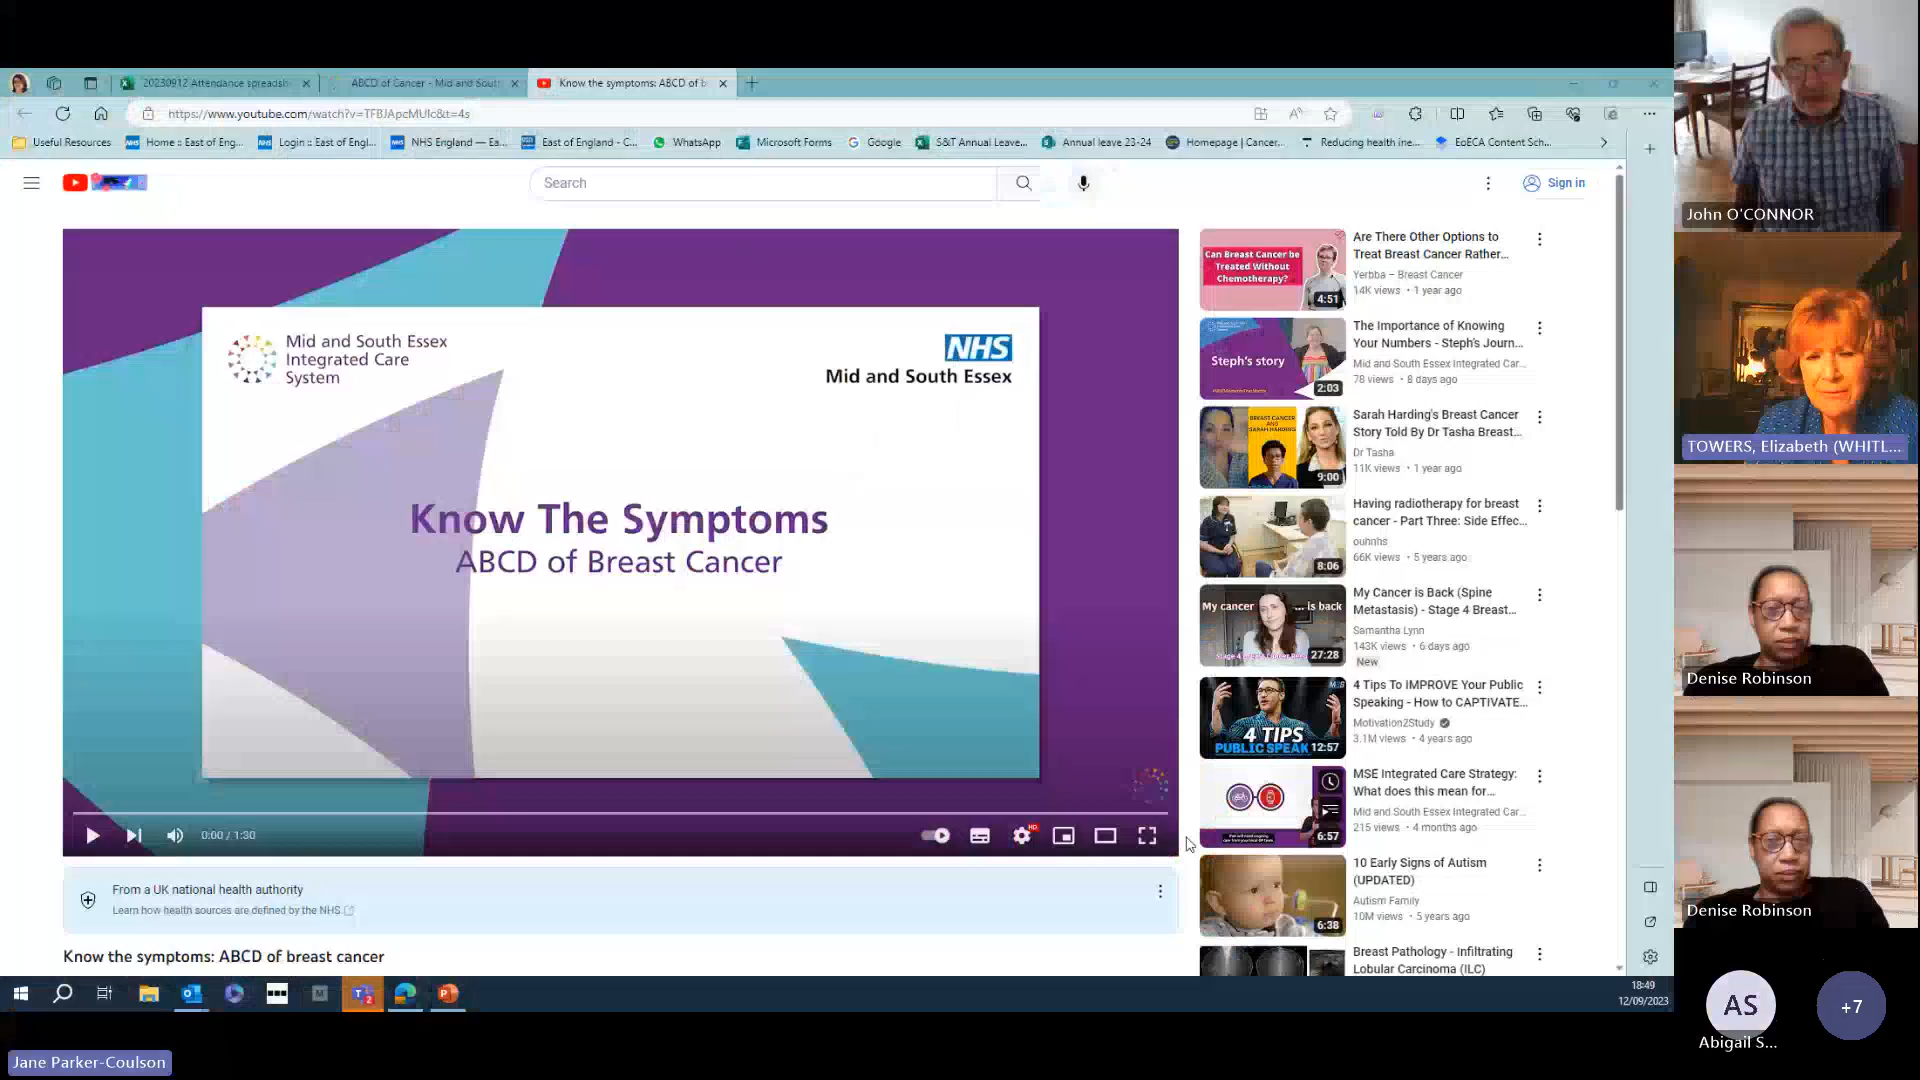 20230912 Attendance spreadsh
ABCD of Cancer - Mid and Sout
Know the symptoms: ABCD of b
https://www.youtube.com/watch?v=TFBJApcMUlc&t=4s
Useful Resources
Home :: East of Eng...
Login :: East of Engl...
NHS England — Ea...
East of England - C...
WhatsApp
Microsoft Forms
Google
S&T Annual Leave...
Annual leave 23-24
Homepage | Cancer...
Reducing health ine...
EoECA Content Sch...
Search
Sign in
Mid and South Essex
Integrated Care
System
NHS
Mid and South Essex
Know The Symptoms
ABCD of Breast Cancer
0:00 / 1:30
HD
From a UK national health authority
Learn how health sources are defined by the NHS
Know the symptoms: ABCD of breast cancer
Can Breast Cancer be
Treated Without
Chemotherapy?
4:51
Are There Other Options to
Treat Breast Cancer Rather...
Yerbba – Breast Cancer
14K views • 1 year ago
Steph's story
2:03
The Importance of Knowing
Your Numbers - Steph's Journ...
Mid and South Essex Integrated Car...
78 views • 8 days ago
BREAST CANCER
AND
SARAH HARDING
9:00
Sarah Harding's Breast Cancer
Story Told By Dr Tasha Breast...
Dr Tasha
11K views • 1 year ago
8:06
Having radiotherapy for breast
cancer - Part Three: Side Effec...
ouhnhs
66K views • 5 years ago
My cancer ... is back
27:28
My Cancer is Back (Spine
Metastasis) - Stage 4 Breast...
Samantha Lynn
143K views • 6 days ago
New
4 TIPS
PUBLIC SPEAK
12:57
4 Tips To IMPROVE Your Public
Speaking - How to CAPTIVATE...
Motivation2Study
3.1M views • 4 years ago
6:57
MSE Integrated Care Strategy:
What does this mean for...
Mid and South Essex Integrated Car...
215 views • 4 months ago
6:38
10 Early Signs of Autism
(UPDATED)
Autism Family
10M views • 5 years ago
Breast Pathology - Infiltrating
Lobular Carcinoma (ILC)
18:49
12/09/2023
Jane Parker-Coulson
John O'CONNOR
TOWERS, Elizabeth (WHITL...
Denise Robinson
Denise Robinson
AS
Abigail S...
+7